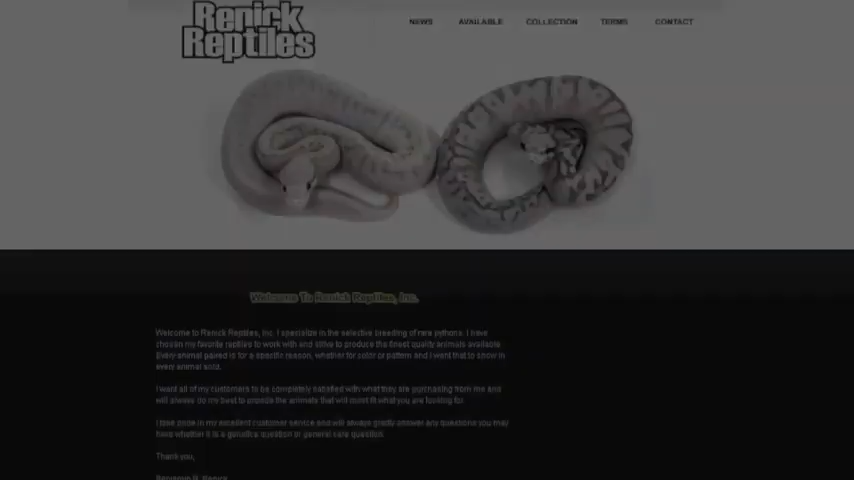 Renick
Reptiles
NEWS AVAILABLE COLLECTION TERMS CONTACT
Welcome To Renick Reptiles, Inc.
Welcome to Renick Reptiles, Inc. I specialize in the selective breeding of rare pythons. I have
chosen my favorite reptiles to work with and strive to produce the finest quality animals available.
Every animal paired is for a specific reason, whether for color or pattern and I want that to show in
every animal sold.
I want all of my customers to be completely satisfied with what they are purchasing from me and
will always do my best to provide the animals that will most fit what you are looking for.
I take pride in my excellent customer service and will always gladly answer any questions you may
have whether it is a genetics question or general care question.
Thank you,
Benjamin R. Renick